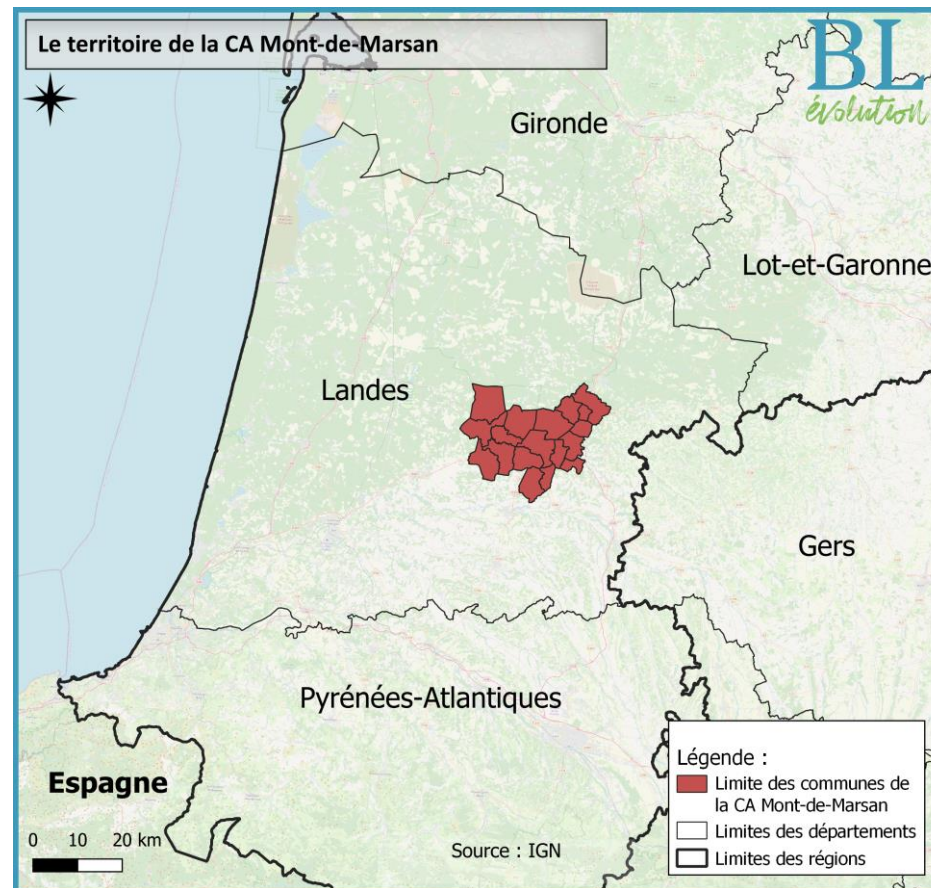 Le territoire de la CA Mont-de-Marsan
BL
évolution
Gironde
Lot-et-Garonne
Landes
Gers
Pyrénées-Atlantiques
Espagne
0 10 20 km
Source : IGN
Légende :
Limite des communes de
la CA Mont-de-Marsan
Limites des départements
Limites des régions